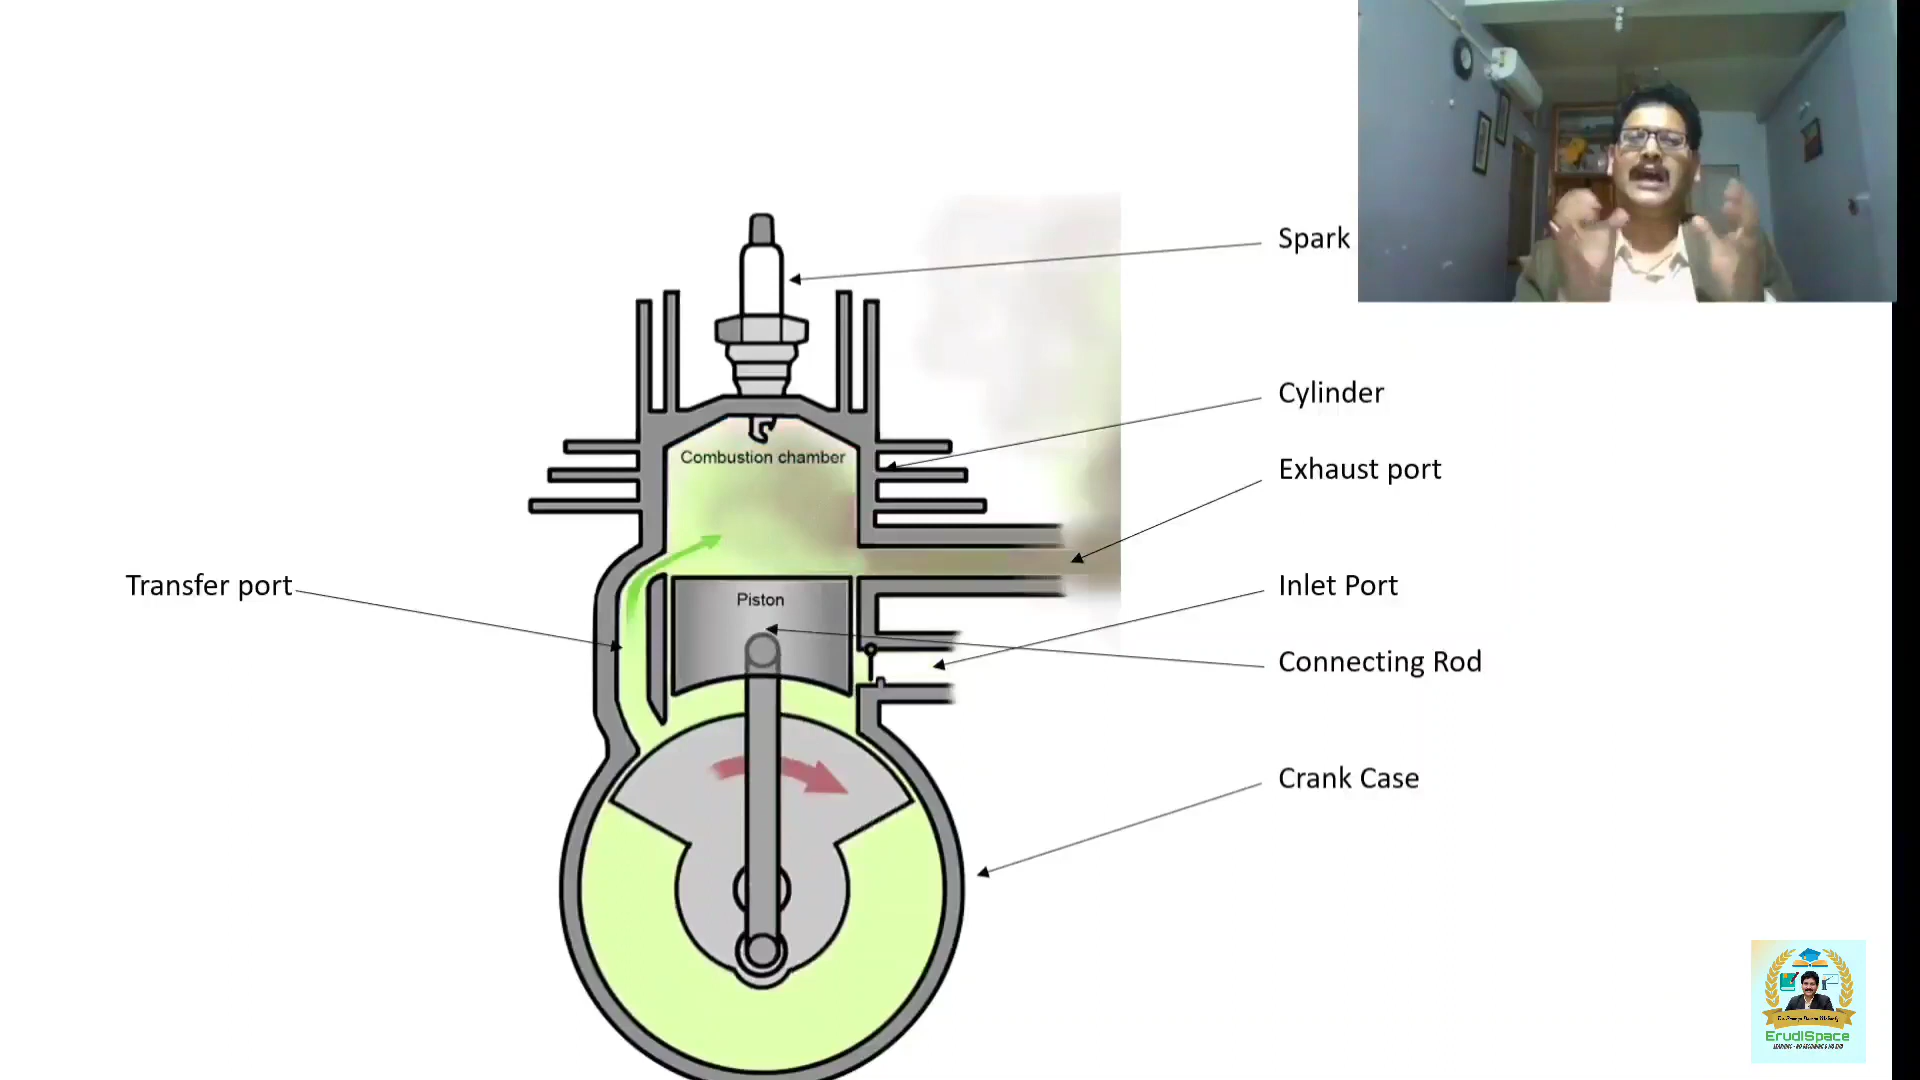 Spark
Cylinder
Combustion chamber
Exhaust port
Transfer port
Inlet Port
Piston
Connecting Rod
Crank Case
ErudiSpace